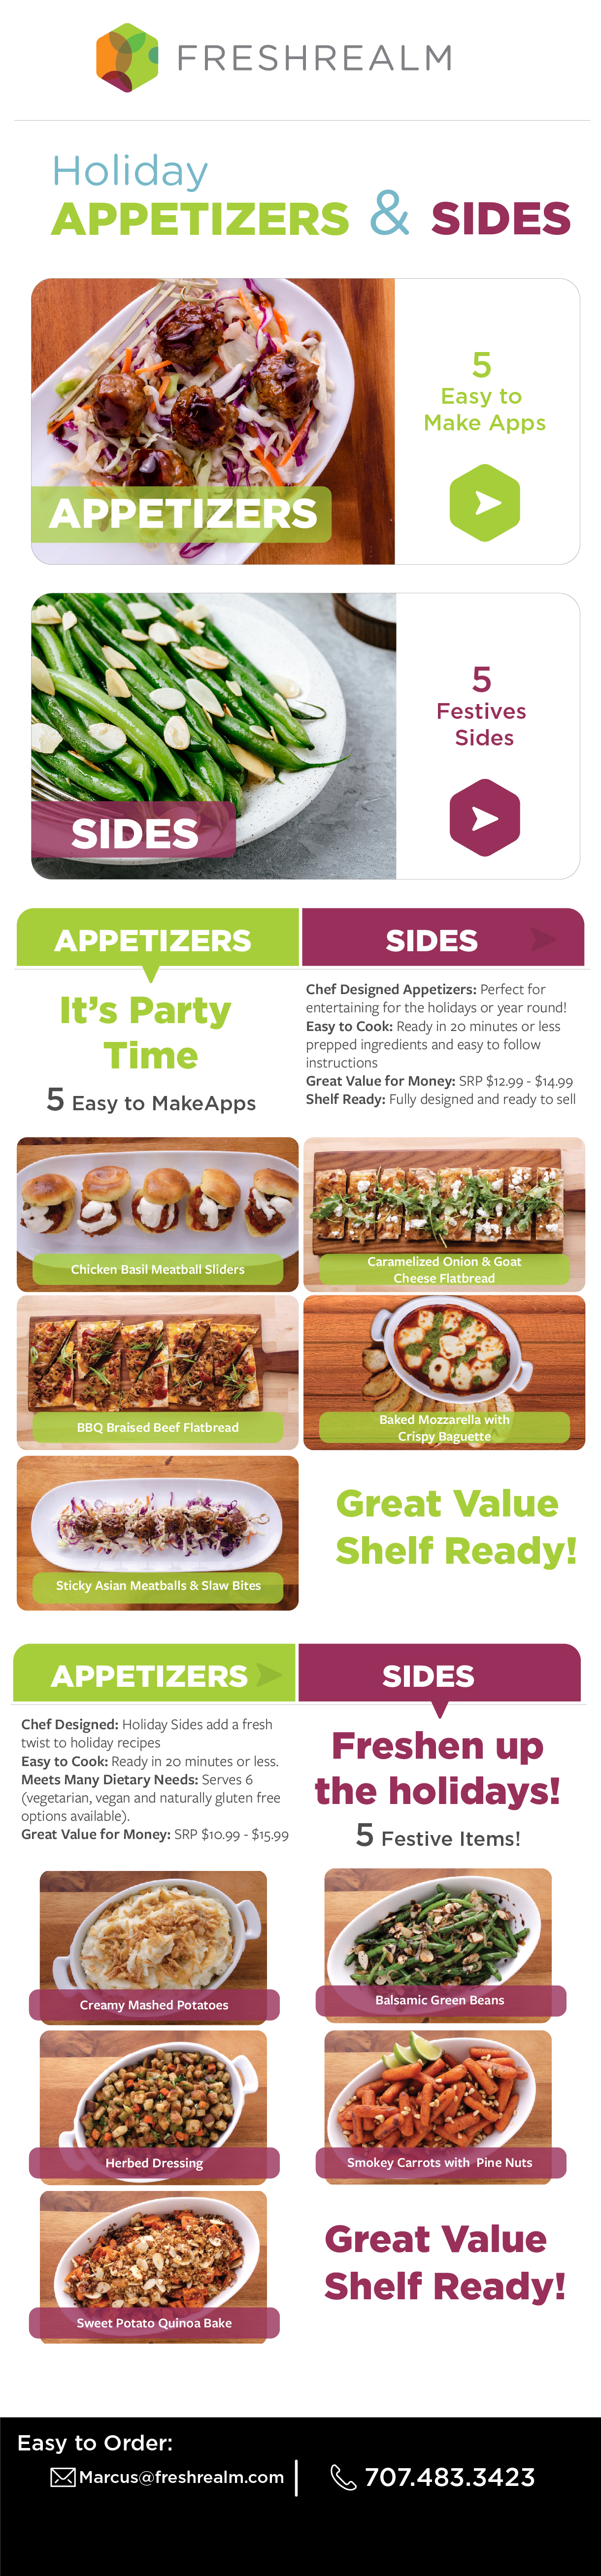 FRESHREALM
Holiday
APPETIZERS & SIDES
5
Easy to
Make Apps
APPETIZERS
5
Festives
Sides
SIDES
APPETIZERS
SIDES
It's Party
Time
5 Easy to MakeApps
Chef Designed Appetizers: Perfect for
entertaining for the holidays or year round!
Easy to Cook: Ready in 20 minutes or less
prepped ingredients and easy to follow
instructions
Great Value for Money: SRP $12.99 - $14.99
Shelf Ready: Fully designed and ready to sell
Chicken Basil Meatball Sliders
Caramelized Onion & Goat
Cheese Flatbread
BBQ Braised Beef Flatbread
Baked Mozzarella with
Crispy Baguette
Sticky Asian Meatballs & Slaw Bites
Great Value
Shelf Ready!
APPETIZERS
SIDES
Chef Designed: Holiday Sides add a fresh
twist to holiday recipes
Easy to Cook: Ready in 20 minutes or less.
Meets Many Dietary Needs: Serves 6
(vegetarian, vegan and naturally gluten free
options available).
Great Value for Money: SRP $10.99 - $15.99
Freshen up
the holidays!
5 Festive Items!
Creamy Mashed Potatoes
Balsamic Green Beans
Herbed Dressing
Smokey Carrots with Pine Nuts
Sweet Potato Quinoa Bake
Great Value
Shelf Ready!
Easy to Order:
Marcus@freshrealm.com
707.483.3423